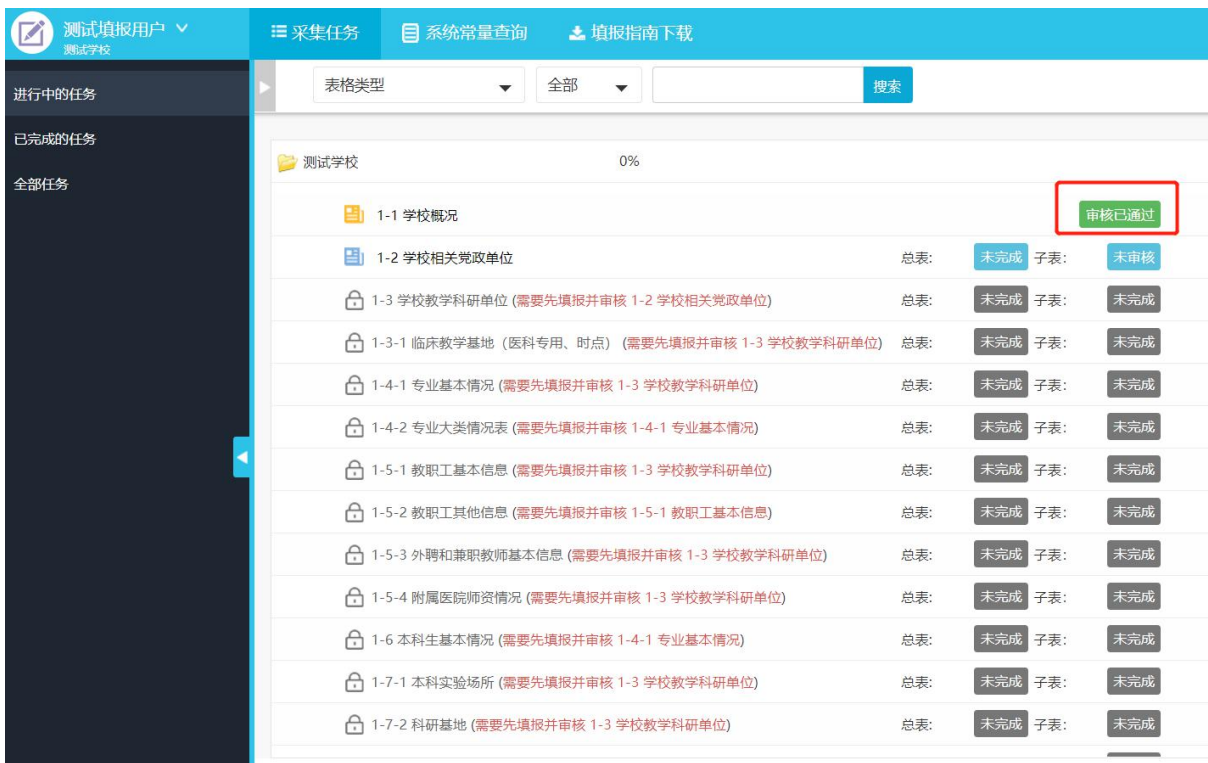 测试填报用户
测试学校
采集任务 系统常量查询 填报指南下载
进行中的任务
已完成的任务
全部任务
表格类型 全部 搜索
测试学校 0%
1-1 学校概况 审核已通过
1-2 学校相关党政单位 总表: 未完成 子表: 未审核
1-3 学校教学科研单位 (需要先填报并审核 1-2 学校相关党政单位) 未完成 子表: 未完成
1-3-1 临床教学基地（医科专用、时点） (需要先填报并审核 1-3 学校教学科研单位) 总表: 未完成 子表: 未完成
1-4-1 专业基本情况 (需要先填报并审核 1-3 学校教学科研单位) 总表: 未完成 子表: 未完成
1-4-2 专业大类情况表 (需要先填报并审核 1-4-1 专业基本情况) 总表: 未完成 子表: 未完成
1-5-1 教职工基本信息 (需要先填报并审核 1-3 学校教学科研单位) 总表: 未完成 子表: 未完成
1-5-2 教职工其他信息 (需要先填报并审核 1-5-1 教职工基本信息) 总表: 未完成 子表: 未完成
1-5-3 外聘和兼职教师基本信息 (需要先填报并审核 1-3 学校教学科研单位) 总表: 未完成 子表: 未完成
1-5-4 附属医院师资情况 (需要先填报并审核 1-3 学校教学科研单位) 总表: 未完成 子表: 未完成
1-6 本科生基本情况 (需要先填报并审核 1-4-1 专业基本情况) 总表: 未完成 子表: 未完成
1-7-1 本科实验场所 (需要先填报并审核 1-3 学校教学科研单位) 总表: 未完成 子表: 未完成
1-7-2 科研基地 (需要先填报并审核 1-3 学校教学科研单位) 总表: 未完成 子表: 未完成